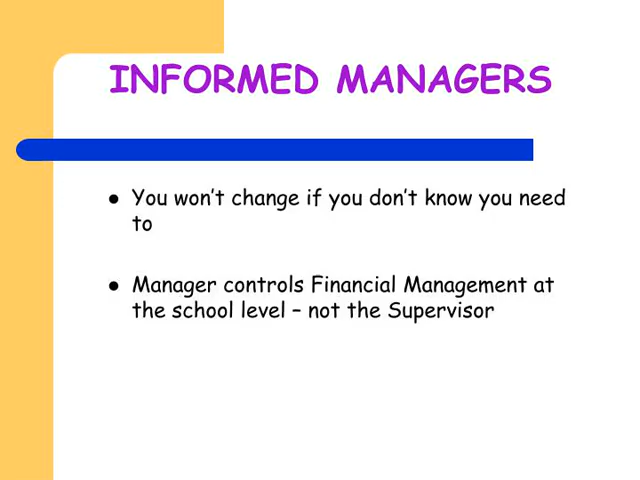 INFORMED MANAGERS
● You won’t change if you don’t know you need
to
● Manager controls Financial Management at
the school level – not the Supervisor